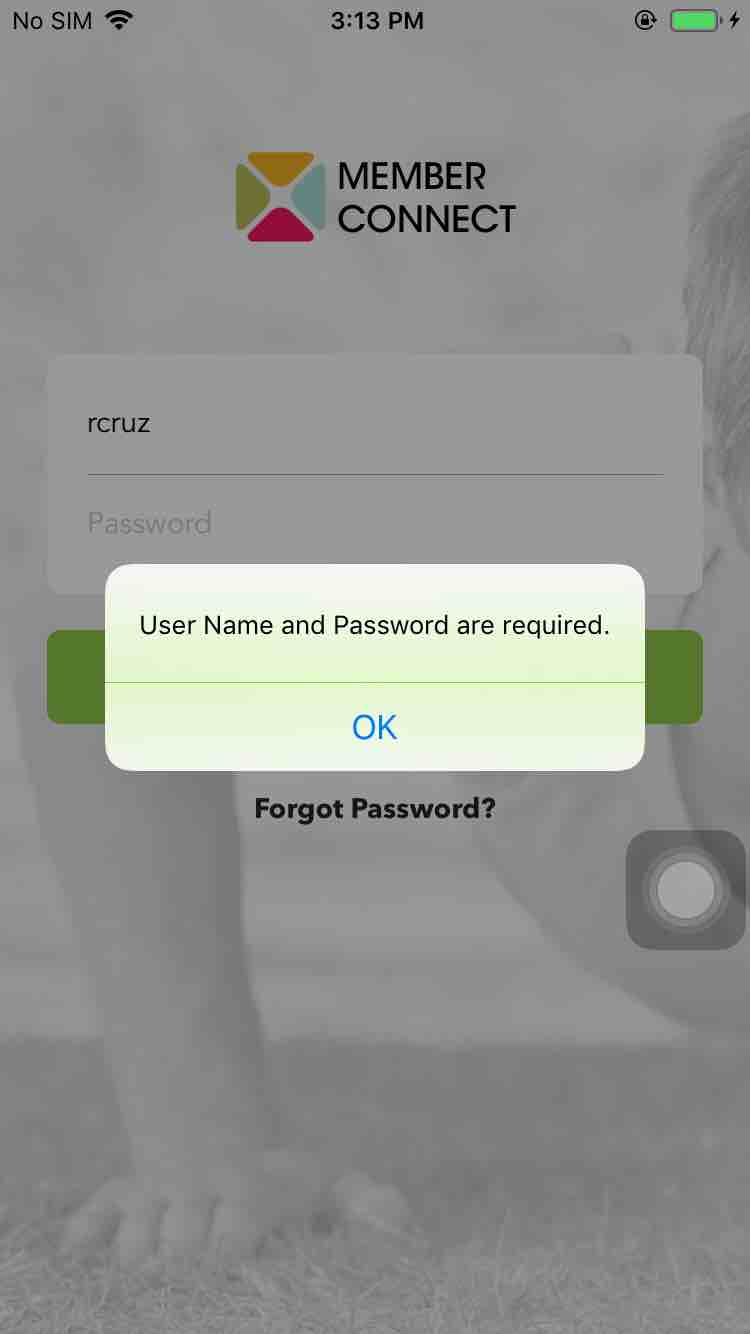 No SIM 3:13 PM
MEMBER
CONNECT
rcruz
Password
User Name and Password are required.
OK
Forgot Password?